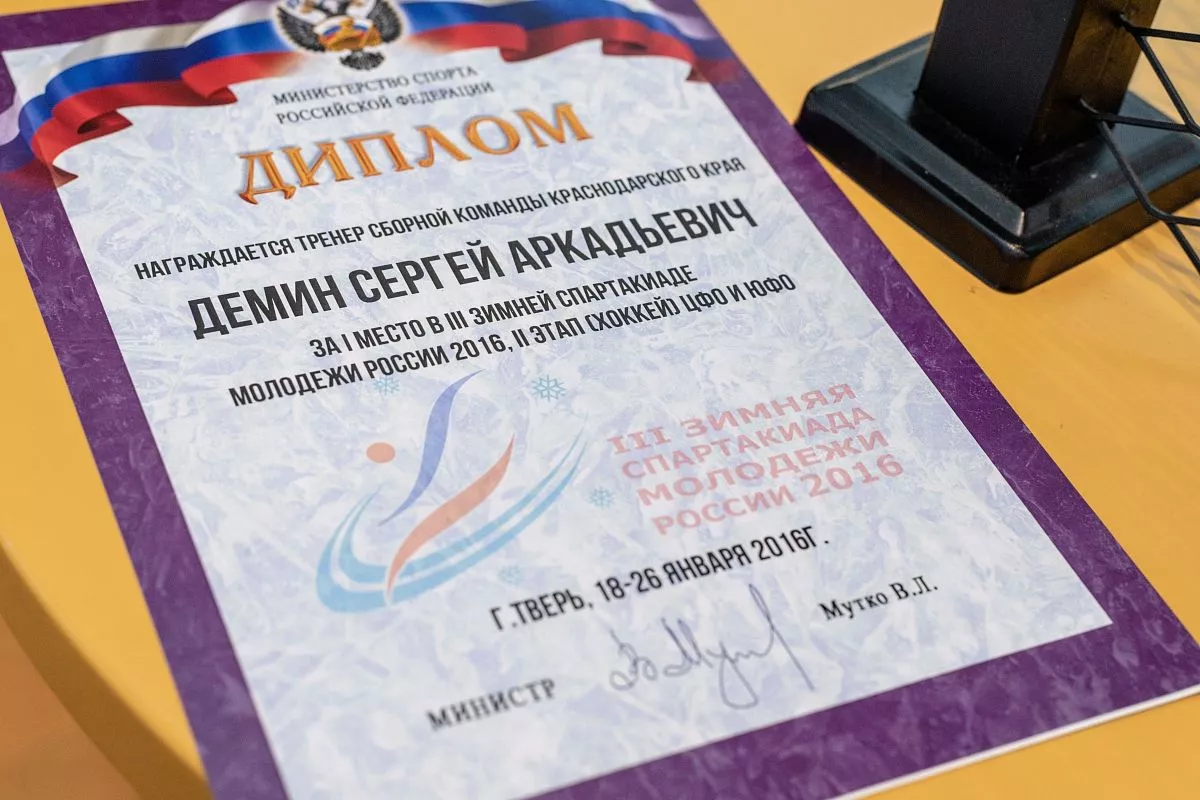 МИНИСТЕРСТВО СПОРТА
РОССИЙСКОЙ ФЕДЕРАЦИИ
ДИПЛОМ
НАГРАЖДАЕТСЯ ТРЕНЕР СБОРНОЙ КОМАНДЫ КРАСНОДАРСКОГО КРАЯ
ДЕМИН СЕРГЕЙ АРКАДЬЕВИЧ
ЗА I МЕСТО В III ЗИМНЕЙ СПАРТАКИАДЕ
МОЛОДЕЖИ РОССИИ 2016, II ЭТАП (ХОККЕЙ) ЦФО И ЮФО
III ЗИМНЯЯ
СПАРТАКИАДА
МОЛОДЕЖИ
РОССИИ 2016
Г.ТВЕРЬ, 18-26 ЯНВАРЯ 2016Г.
МИНИСТР
Мутко В.Л.